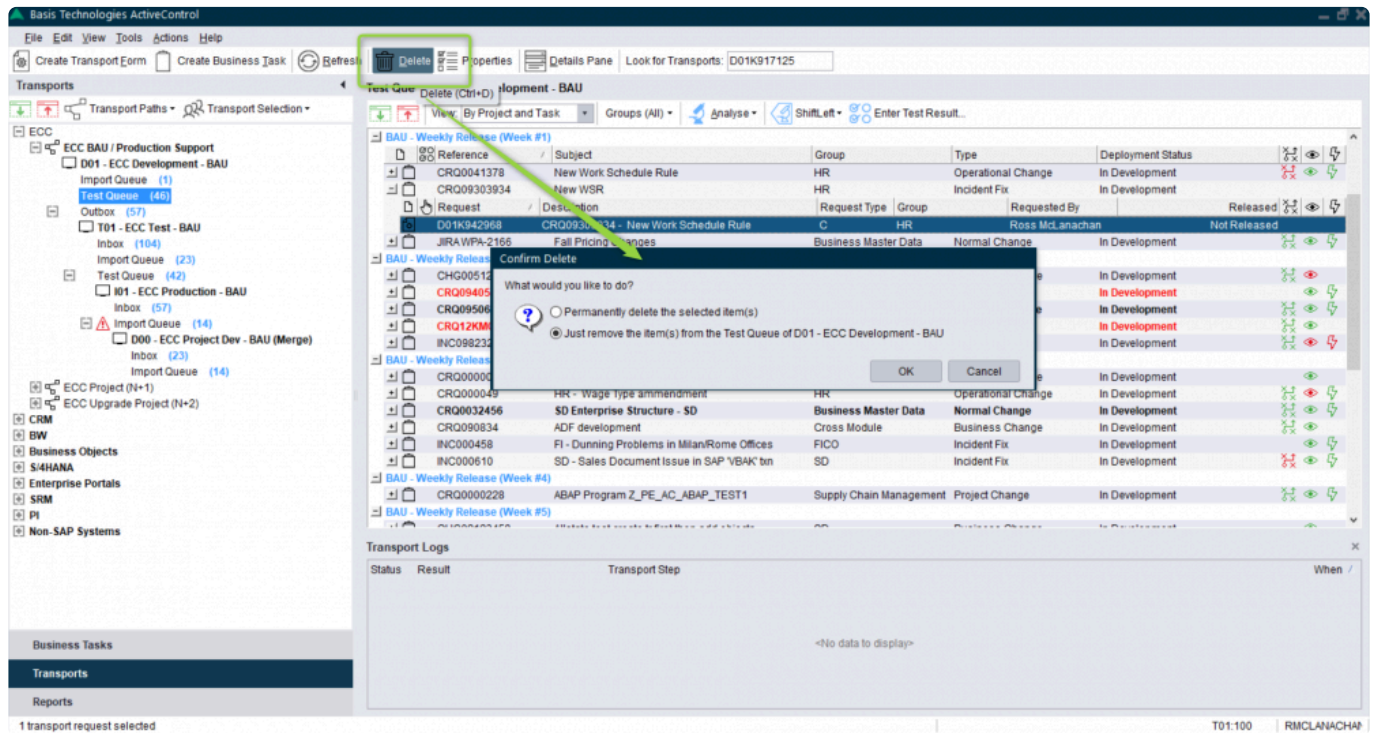 Basis Technologies ActiveControl
File Edit View Tools Actions Help
Create Transport Form Create Business Task Refresh Delete Properties Details Pane Look for Transports: D01K917125
Delete (Ctrl+D)
Transports
Transport Paths Transport Selection
ECC
ECC BAU / Production Support
D01 - ECC Development - BAU
Import Queue (1)
Test Queue (46)
Outbox (57)
T01 - ECC Test - BAU
Inbox (104)
Import Queue (23)
Test Queue (42)
I01 - ECC Production - BAU
Inbox (57)
Import Queue (14)
D00 - ECC Project Dev - BAU (Merge)
Inbox (23)
Import Queue (14)
ECC Project (N+1)
ECC Upgrade Project (N+2)
CRM
BW
Business Objects
S/4HANA
Enterprise Portals
SRM
PI
Non-SAP Systems
Business Tasks
Transports
Reports
Test Que lopment - BAU
View: By Project and Task Groups (All) Analyse ShiftLeft Enter Test Result...
BAU - Weekly Release (Week #1)
Reference / Subject Group Type Deployment Status
CRQ0041378 New Work Schedule Rule HR Operational Change In Development
CRQ09303934 New WSR HR Incident Fix In Development
Request / Description Request Type Group Requested By Released
D01K942968 CRQ09303934 - New Work Schedule Rule C HR Ross McLanachan Not Released
JIRA WPA-2166 Fall Pricing Changes Business Master Data Normal Change In Development
BAU - Weekly Releas
CHG00512 e In Development
CRQ09405 In Development
CRQ09506 e In Development
CRQ12KM In Development
INC098232 In Development
BAU - Weekly Releas
CRQ0000 e In Development
CRQ000049 HR - Wage Type ammendment HR Operational Change In Development
CRQ0032456 SD Enterprise Structure - SD Business Master Data Normal Change In Development
CRQ090834 ADF development Cross Module Business Change In Development
INC000458 FI - Dunning Problems in Milan/Rome Offices FICO Incident Fix In Development
INC000610 SD - Sales Document Issue in SAP 'VBAK' txn SD Incident Fix In Development
BAU - Weekly Release (Week #4)
CRQ0000228 ABAP Program Z_PE_AC_ABAP_TEST1 Supply Chain Management Project Change In Development
BAU - Weekly Release (Week #5)
Confirm Delete
What would you like to do?
Permanently delete the selected item(s)
Just remove the item(s) from the Test Queue of D01 - ECC Development - BAU
OK Cancel
Transport Logs
Status Result Transport Step When /
<No data to display>
1 transport request selected T01:100 RMCLANACHAN